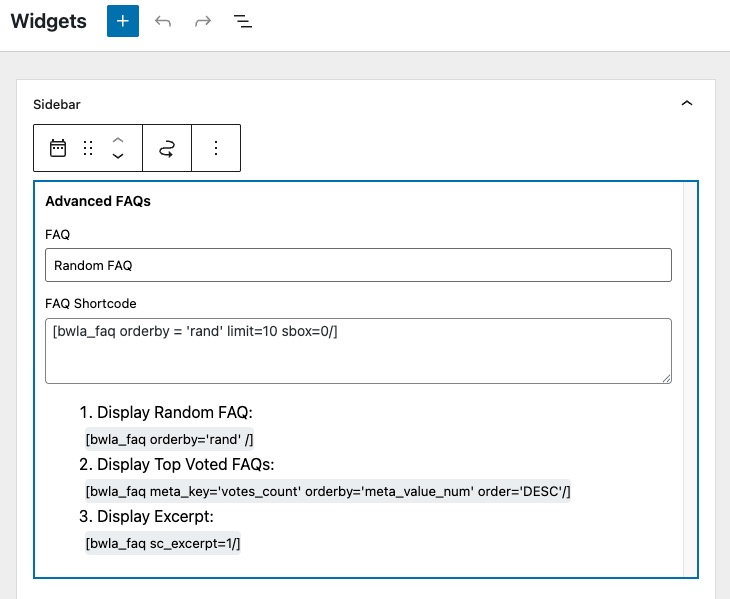 Widgets
Sidebar
Advanced FAQs
FAQ
Random FAQ
FAQ Shortcode
[bwla_faq orderby = 'rand' limit=10 sbox=0/]
1. Display Random FAQ:
[bwla_faq orderby='rand' /]
2. Display Top Voted FAQs:
[bwla_faq meta_key='votes_count' orderby='meta_value_num' order='DESC'/]
3. Display Excerpt:
[bwla_faq sc_excerpt=1/]